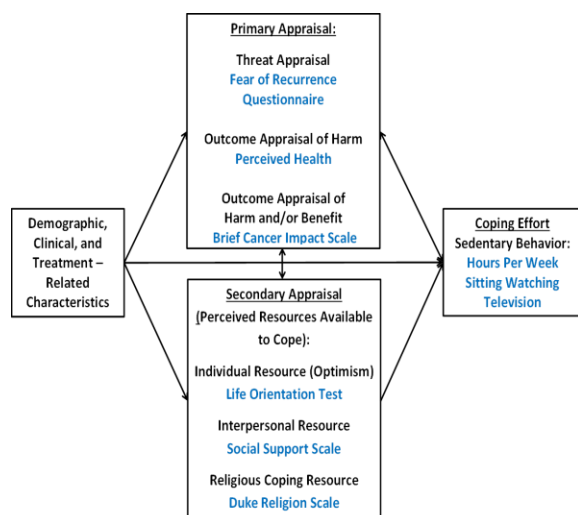 Primary Appraisal:
Threat Appraisal
Fear of Recurrence
Questionnaire
Outcome Appraisal of Harm
Perceived Health
Outcome Appraisal of
Harm and/or Benefit
Brief Cancer Impact Scale
Demographic,
Clinical, and
Treatment –
Related
Characteristics
Coping Effort
Sedentary Behavior:
Hours Per Week
Sitting Watching
Television
Secondary Appraisal
(Perceived Resources Available
to Cope):
Individual Resource (Optimism)
Life Orientation Test
Interpersonal Resource
Social Support Scale
Religious Coping Resource
Duke Religion Scale